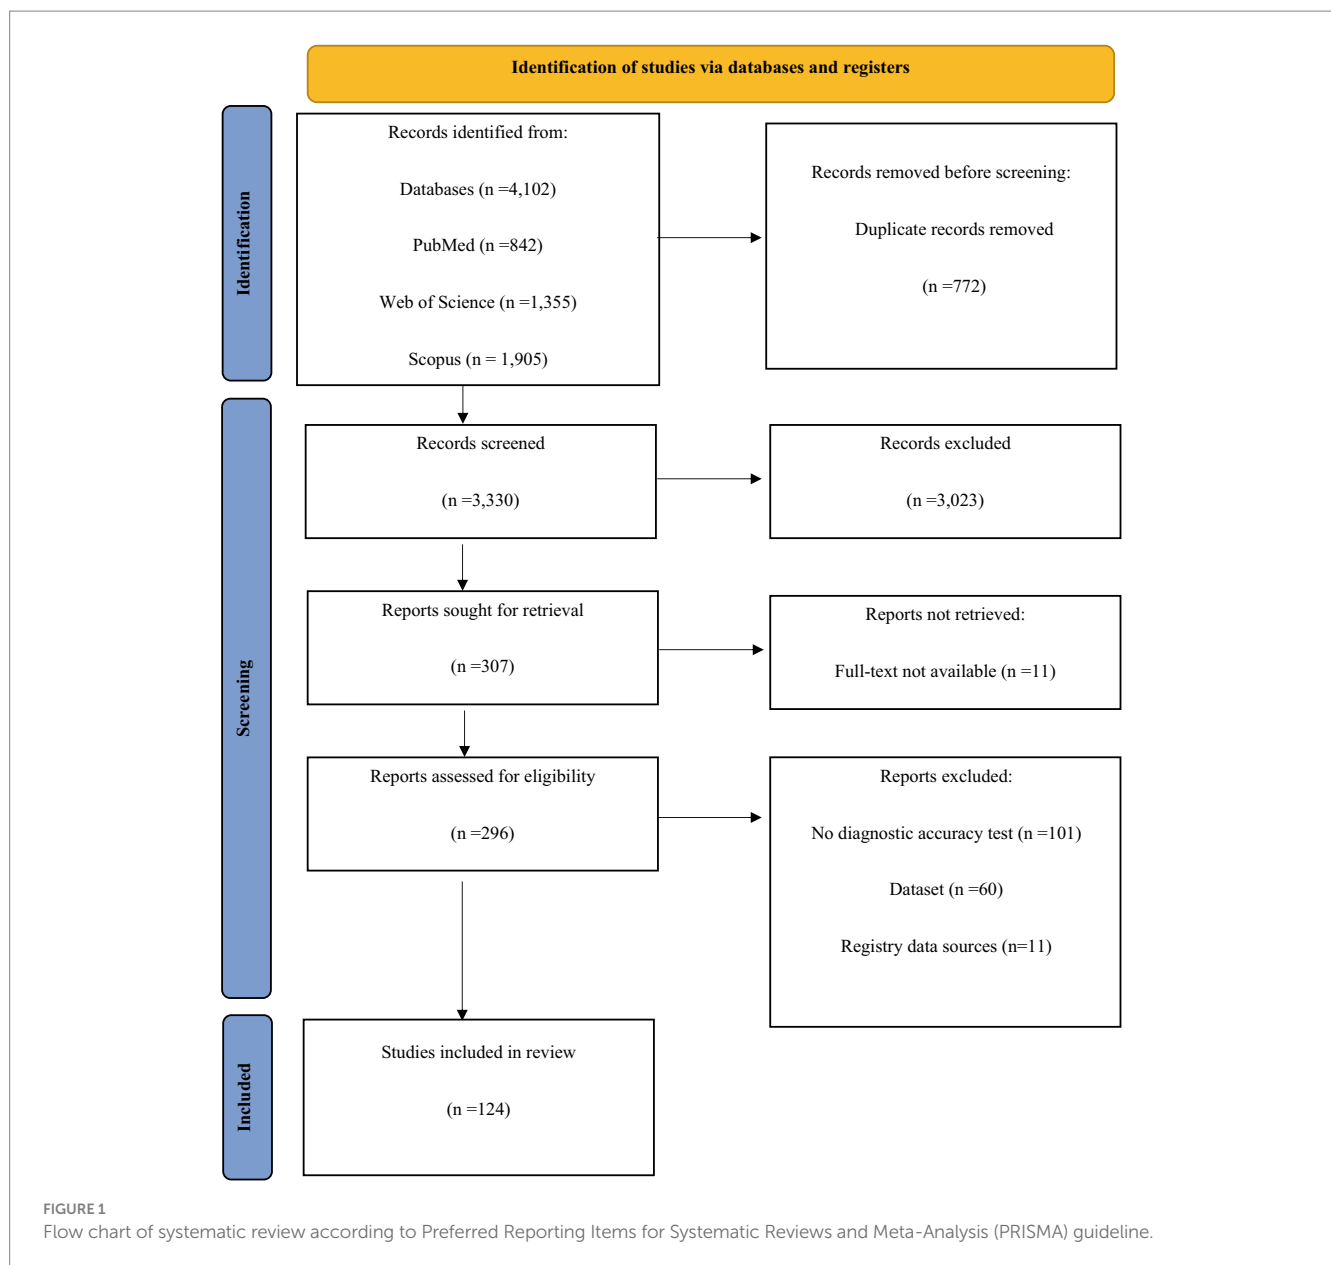 Identification of studies via databases and registers
Identification
Records identified from:
Databases (n =4,102)
PubMed (n =842)
Web of Science (n =1,355)
Scopus (n = 1,905)
Records removed before screening:
Duplicate records removed
(n =772)
Screening
Records screened
(n =3,330)
Records excluded
(n =3,023)
Reports sought for retrieval
(n =307)
Reports not retrieved:
Full-text not available (n =11)
Reports assessed for eligibility
(n =296)
Reports excluded:
No diagnostic accuracy test (n =101)
Dataset (n =60)
Registry data sources (n=11)
Included
Studies included in review
(n =124)
FIGURE 1
Flow chart of systematic review according to Preferred Reporting Items for Systematic Reviews and Meta-Analysis (PRISMA) guideline.